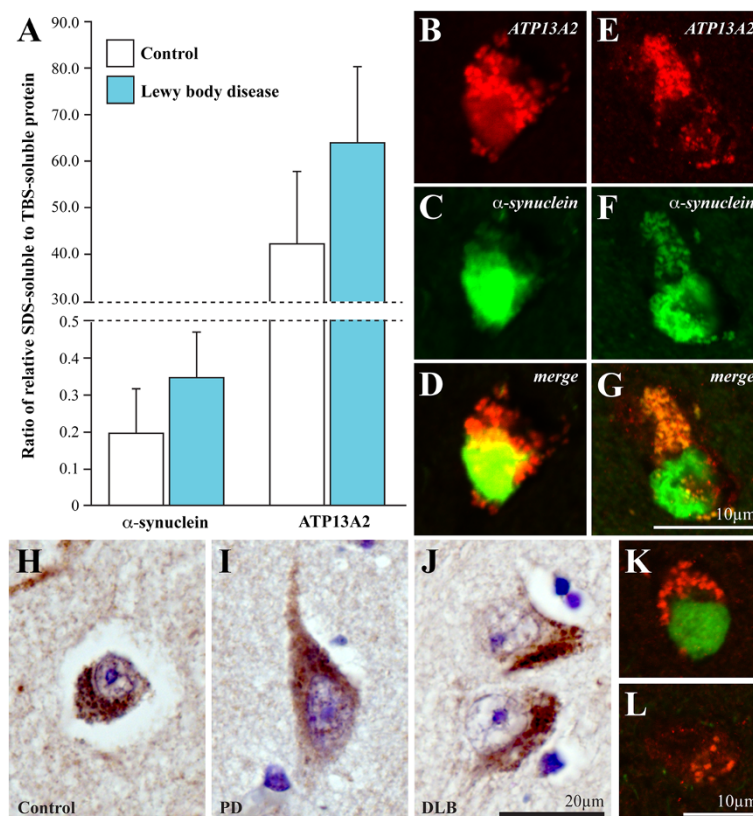 A
Ratio of relative SDS-soluble to TBS-soluble protein
90.0
80.0
70.0
60.0
50.0
40.0
30.0
0.5
0.4
0.3
0.2
0.1
0
Control
Lewy body disease
α-synuclein
ATP13A2
B
ATP13A2
E
ATP13A2
C
α-synuclein
F
α-synuclein
D
merge
G
merge
10μm
H
Control
I
PD
J
DLB
20μm
K
L
10μm